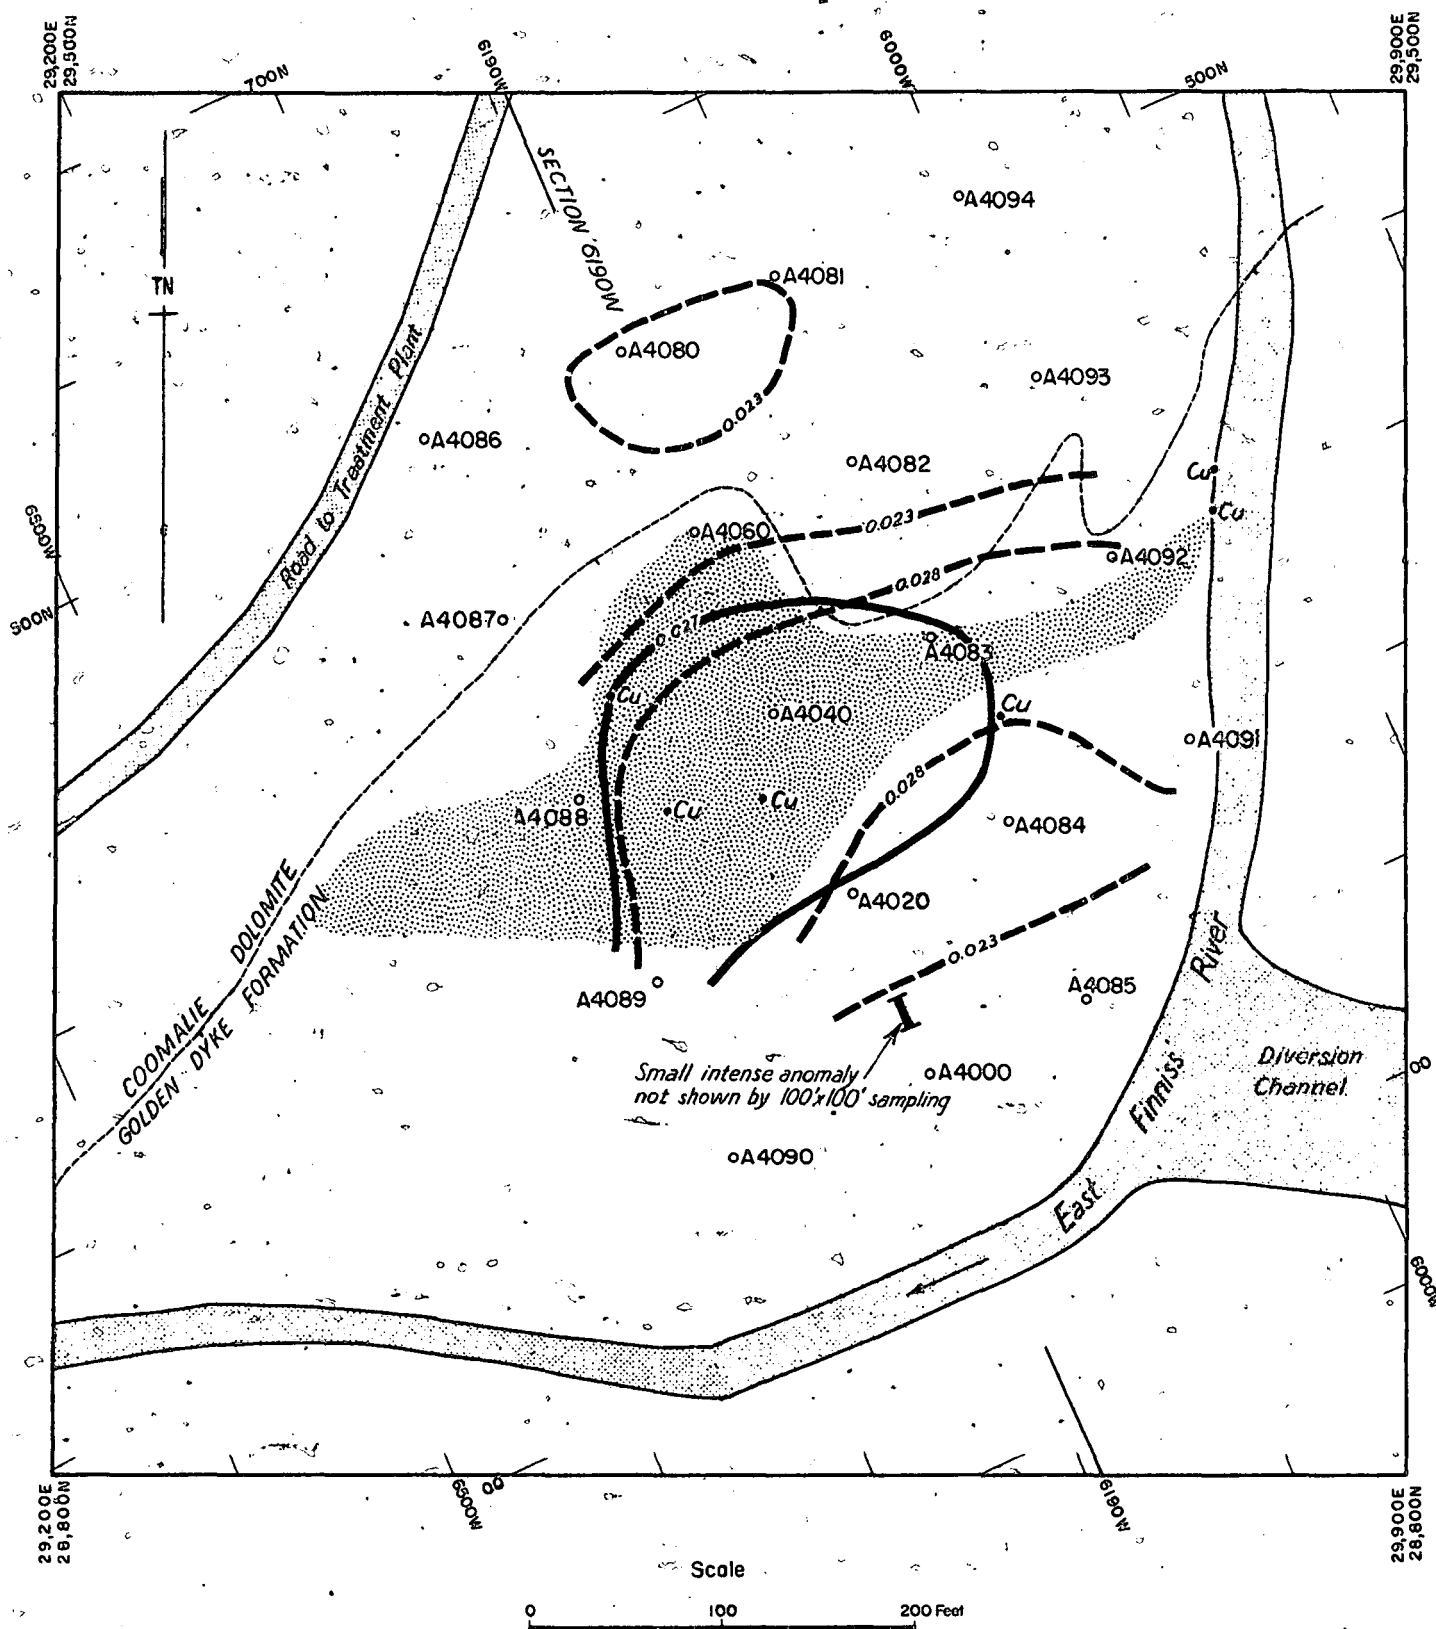 29,200E
29,500N
700N
6190W
6000W
500N
29,900E
29,500N
SECTION 6190W
TN
A4094
A4081
A4080
0.023
A4093
A4086
A4082
Road to Treatment Plant
Cu
Cu
0.023
A4060
A4092
0.028
6500W
500N
A4087
0.027
A4083
Cu
A4040
Cu
A4091
0.028
A4088
Cu
Cu
A4084
A4020
COOMALIE DOLOMITE
GOLDEN DYKE FORMATION
0.023
A4089
A4085
East Finniss River
Diversion
Channel
00
Small intense anomaly
not shown by 100'x100' sampling
A4000
A4090
6000W
29,200E
28,800N
6500W
00
6190W
29,900E
28,800N
Scale
0 100 200 Feet